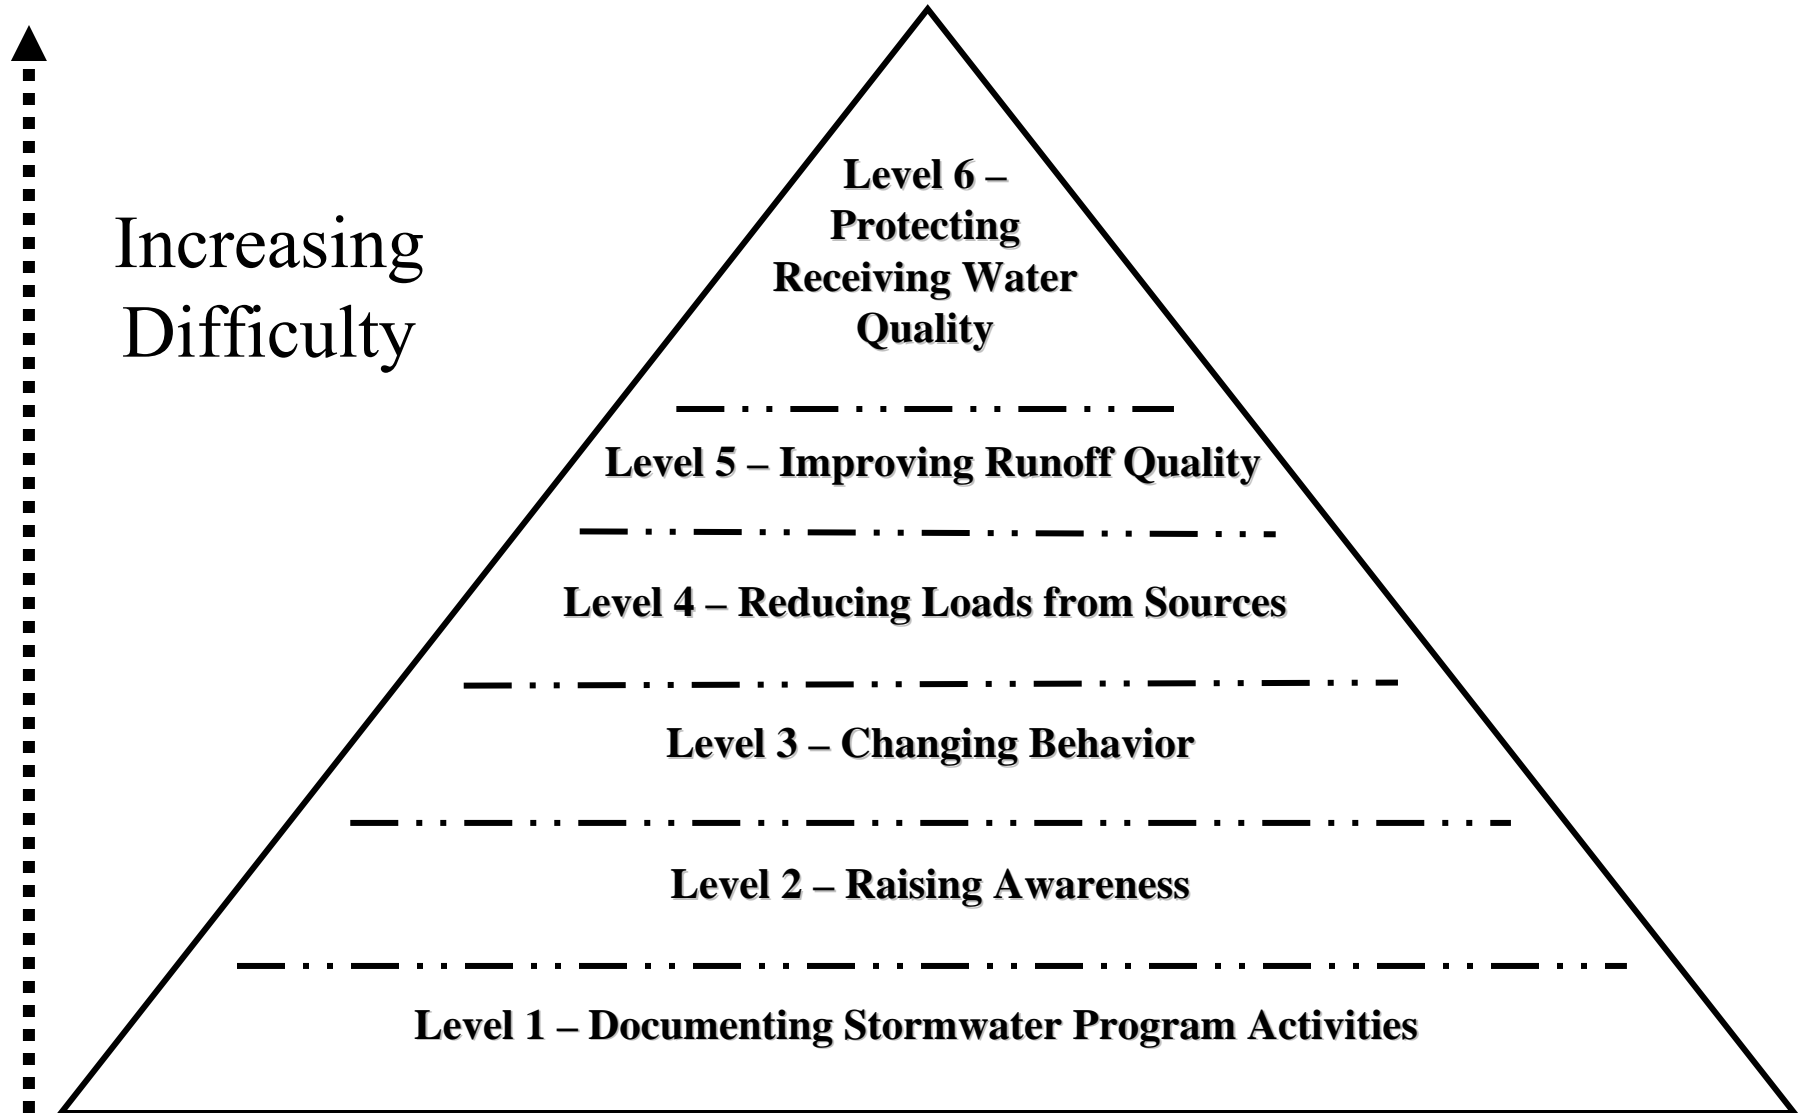 Increasing
Difficulty
Level 6 –
Protecting
Receiving Water
Quality
Level 5 – Improving Runoff Quality
Level 4 – Reducing Loads from Sources
Level 3 – Changing Behavior
Level 2 – Raising Awareness
Level 1 – Documenting Stormwater Program Activities